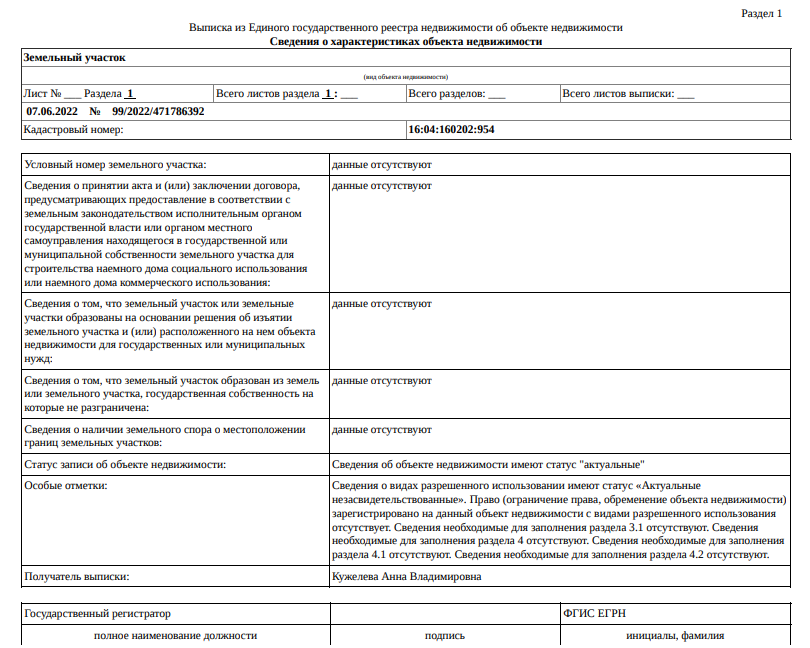 Раздел 1
Выписка из Единого государственного реестра недвижимости об объекте недвижимости
Сведения о характеристиках объекта недвижимости
Земельный участок
(вид объекта недвижимости)
Лист № ___ Раздела 1 Всего листов раздела 1 : ___ Всего разделов: ___ Всего листов выписки: ___
07.06.2022 № 99/2022/471786392
Кадастровый номер: 16:04:160202:954
Условный номер земельного участка: данные отсутствуют
Сведения о принятии акта и (или) заключении договора, данные отсутствуют
предусматривающих предоставление в соответствии с
земельным законодательством исполнительным органом
государственной власти или органом местного
самоуправления находящегося в государственной или
муниципальной собственности земельного участка для
строительства наемного дома социального использования
или наемного дома коммерческого использования:
Сведения о том, что земельный участок или земельные данные отсутствуют
участки образованы на основании решения об изъятии
земельного участка и (или) расположенного на нем объекта
недвижимости для государственных или муниципальных
нужд:
Сведения о том, что земельный участок образован из земель данные отсутствуют
или земельного участка, государственная собственность на
которые не разграничена:
Сведения о наличии земельного спора о местоположении данные отсутствуют
границ земельных участков:
Статус записи об объекте недвижимости: Сведения об объекте недвижимости имеют статус "актуальные"
Особые отметки: Сведения о видах разрешенного использовании имеют статус «Актуальные
незасвидетельствованные». Право (ограничение права, обременение объекта недвижимости)
зарегистрировано на данный объект недвижимости с видами разрешенного использования
отсутствует. Сведения необходимые для заполнения раздела 3.1 отсутствуют. Сведения
необходимые для заполнения раздела 4 отсутствуют. Сведения необходимые для заполнения
раздела 4.1 отсутствуют. Сведения необходимые для заполнения раздела 4.2 отсутствуют.
Получатель выписки: Кужелева Анна Владимировна
Государственный регистратор ФГИС ЕГРН
полное наименование должности подпись инициалы, фамилия